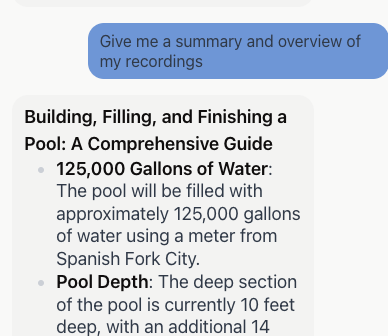 Give me a summary and overview of
my recordings
Building, Filling, and Finishing a
Pool: A Comprehensive Guide
125,000 Gallons of Water:
The pool will be filled with
approximately 125,000 gallons
of water using a meter from
Spanish Fork City.
Pool Depth: The deep section
of the pool is currently 10 feet
deep, with an additional 14